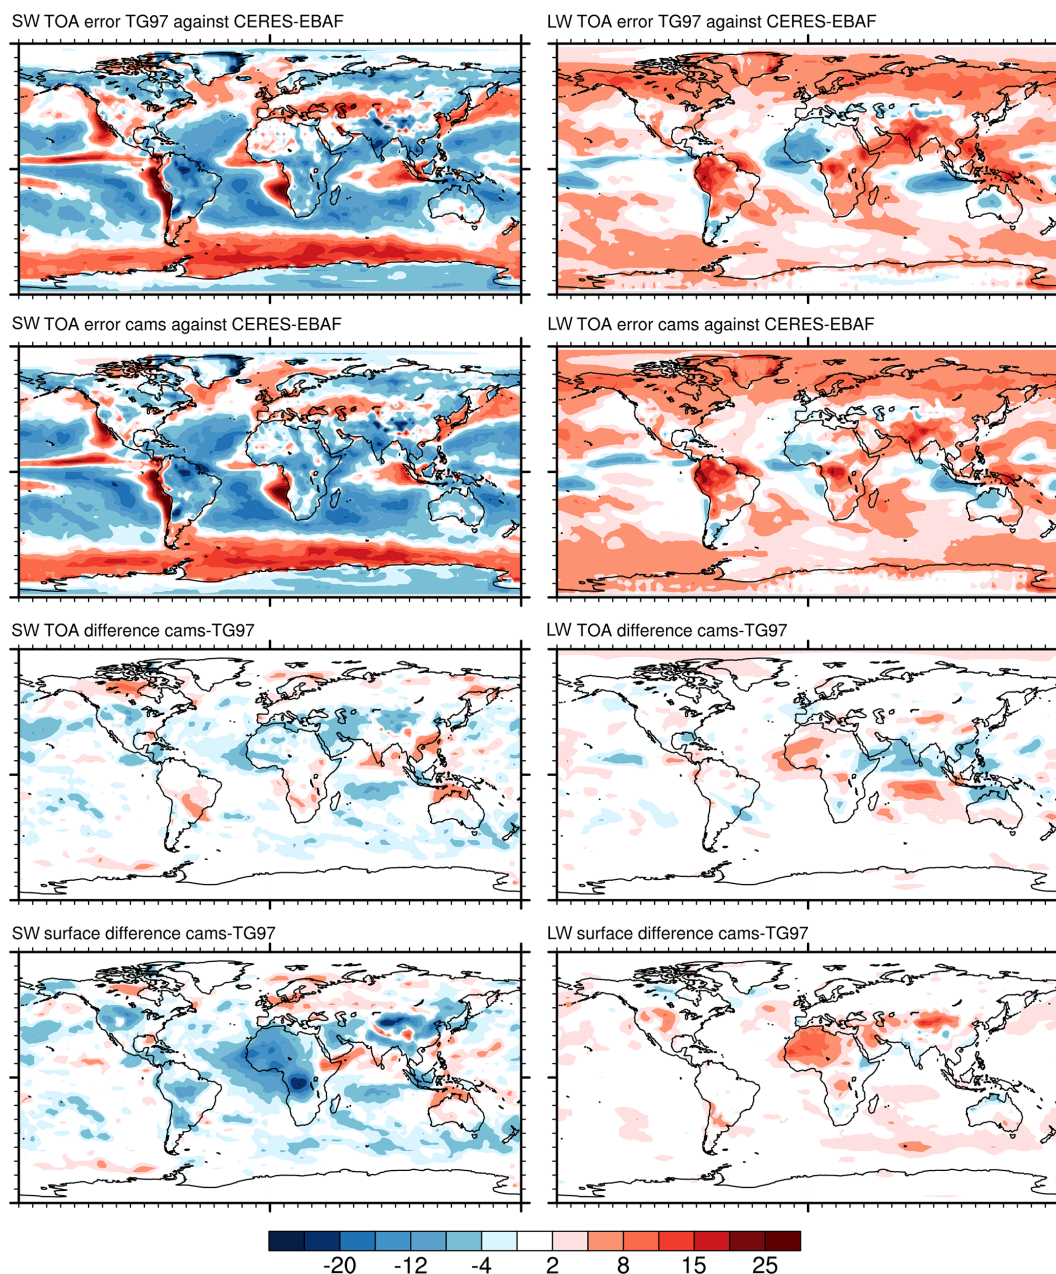 SW TOA error TG97 against CERES-EBAF
LW TOA error TG97 against CERES-EBAF
SW TOA error cams against CERES-EBAF
LW TOA error cams against CERES-EBAF
SW TOA difference cams-TG97
LW TOA difference cams-TG97
SW surface difference cams-TG97
LW surface difference cams-TG97
-20 -12 -4 2 8 15 25